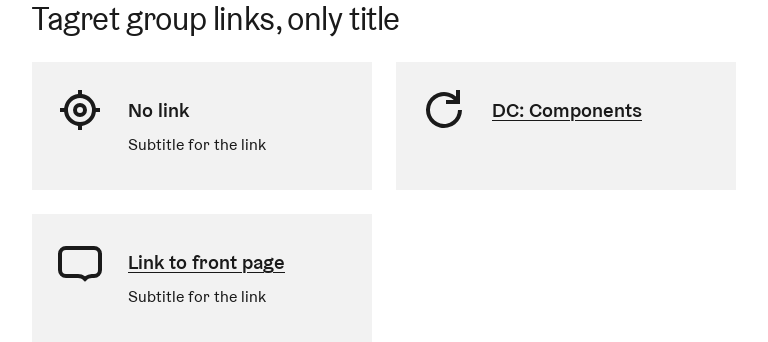 Tagret group links, only title
No link
Subtitle for the link
DC: Components
Link to front page
Subtitle for the link